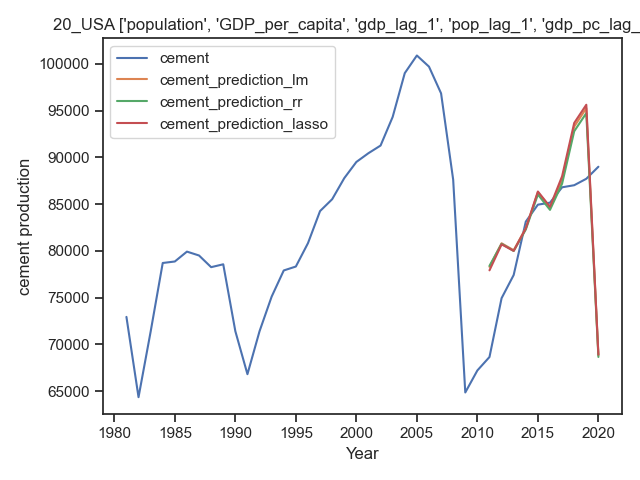 20_USA ['population', 'GDP_per_capita', 'gdp_lag_1', 'pop_lag_1', 'gdp_pc_lag_
cement
cement_prediction_lm
cement_prediction_rr
cement_prediction_lasso
100000
95000
90000
85000
80000
75000
70000
65000
cement production
1980 1985 1990 1995 2000 2005 2010 2015 2020
Year